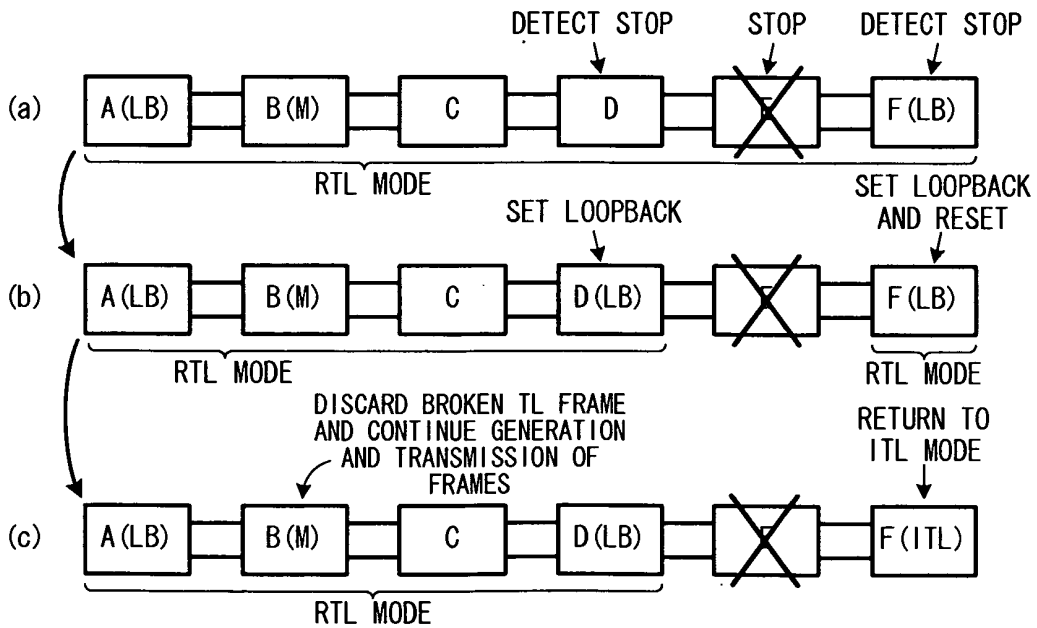 DETECT STOP STOP DETECT STOP
(a) A(LB) B(M) C D E F(LB)
RTL MODE
SET LOOPBACK
SET LOOPBACK
AND RESET
(b) A(LB) B(M) C D(LB) E F(LB)
RTL MODE RTL MODE
DISCARD BROKEN TL FRAME
AND CONTINUE GENERATION
AND TRANSMISSION OF
FRAMES
RETURN TO
ITL MODE
(c) A(LB) B(M) C D(LB) E F(ITL)
RTL MODE